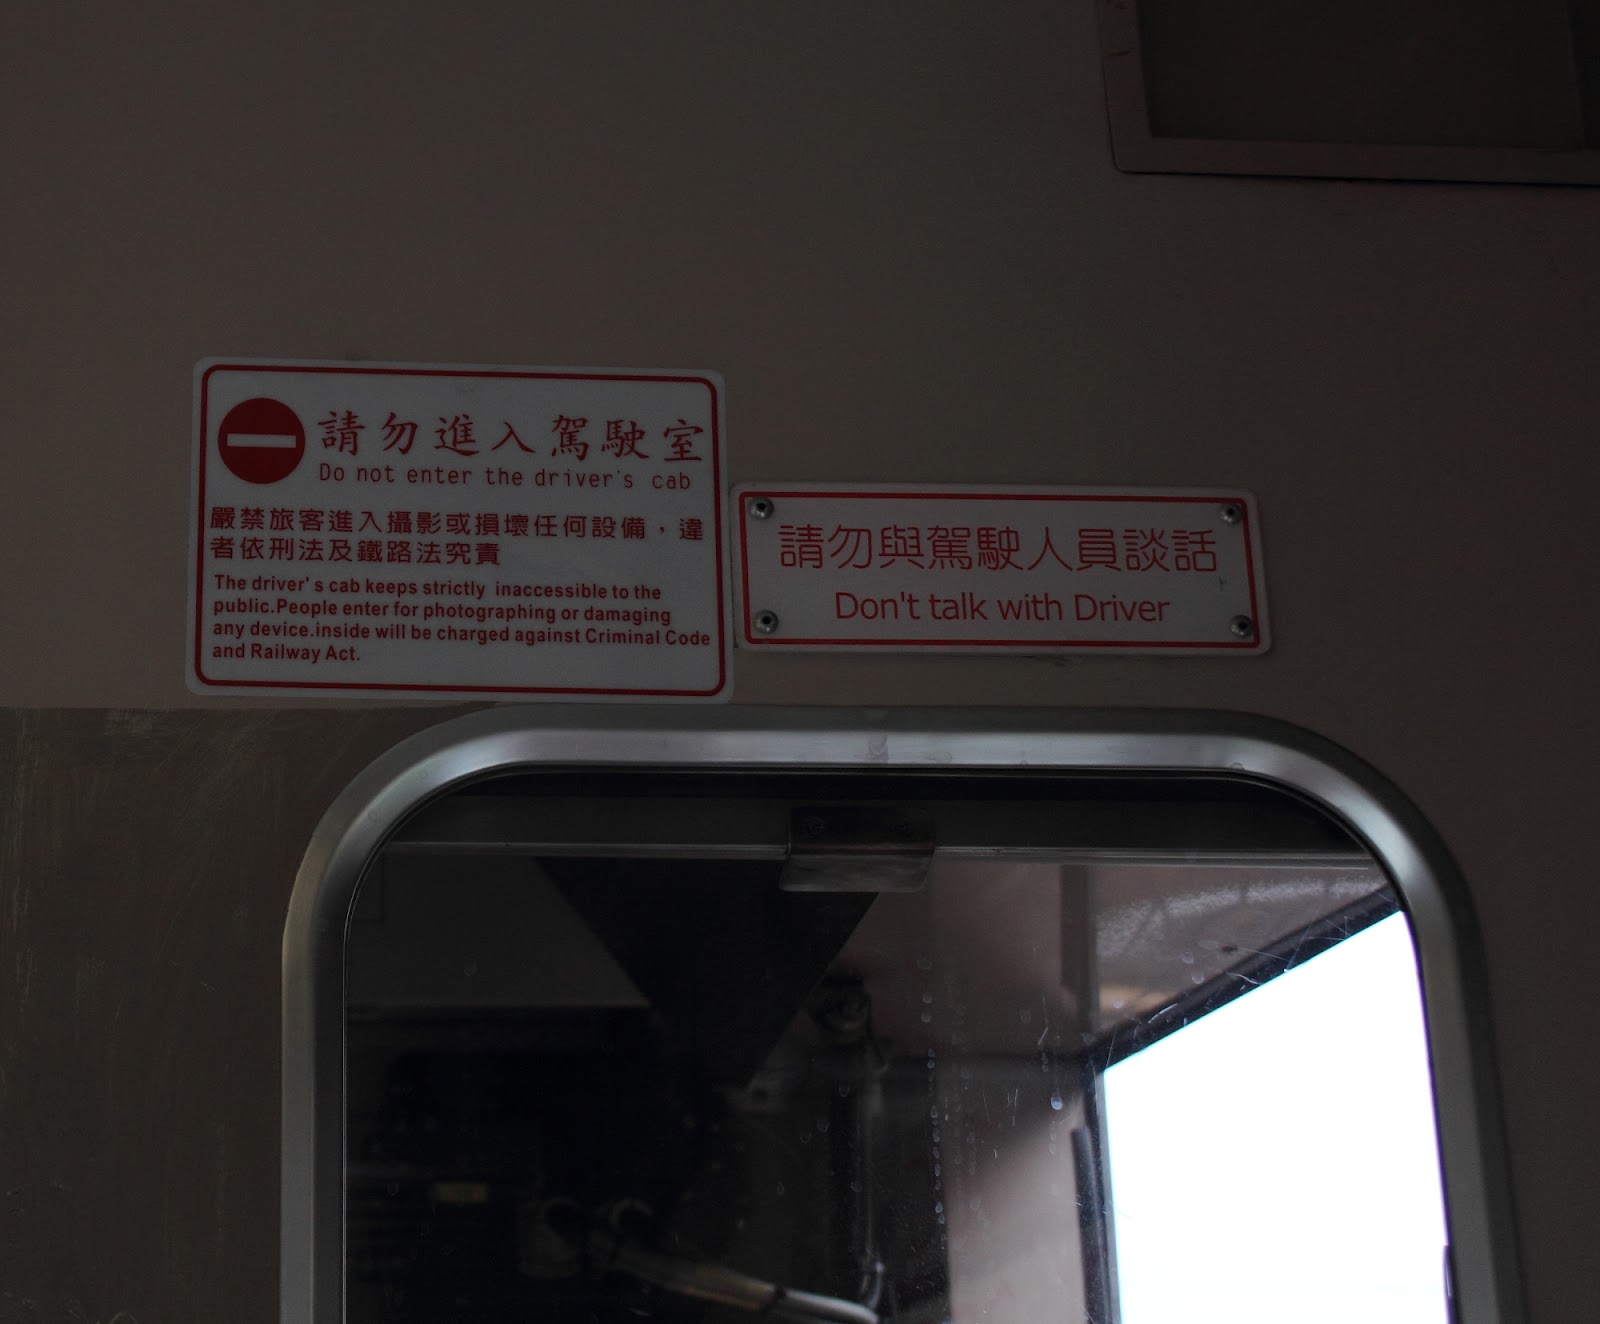 請勿進入駕駛室
Do not enter the driver's cab
嚴禁旅客進入攝影或損壞任何設備，違
者依刑法及鐵路法究責
The driver's cab keeps strictly inaccessible to the
public.People enter for photographing or damaging
any device.inside will be charged against Criminal Code
and Railway Act.
請勿與駕駛人員談話
Don't talk with Driver